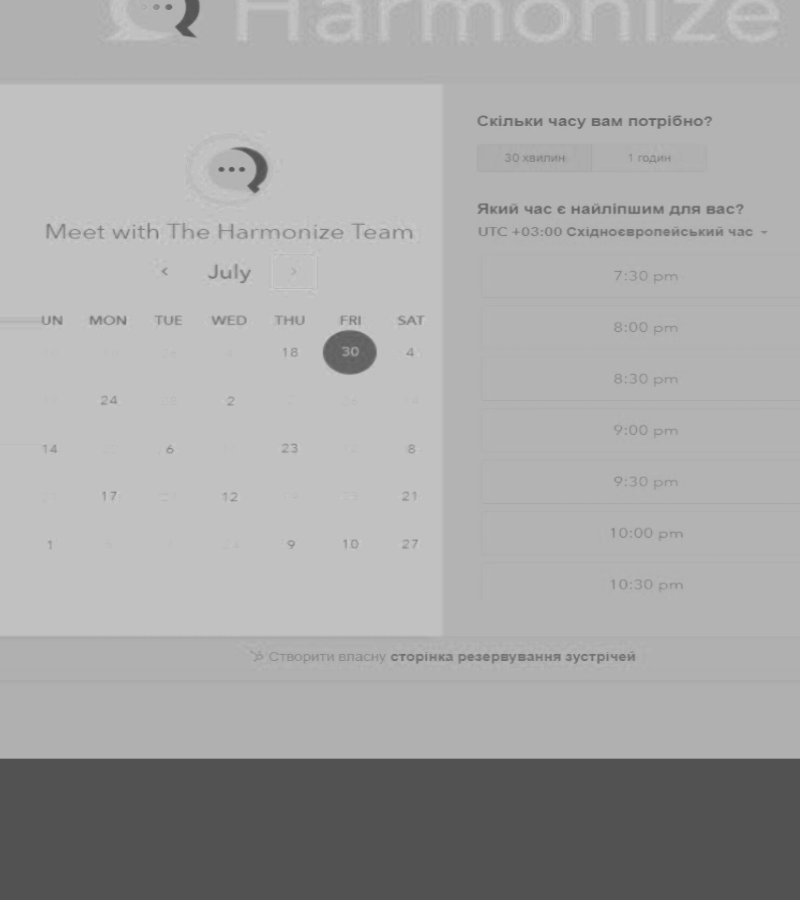 Harmonize
Meet with The Harmonize Team
July
UN MON TUE WED THU FRI SAT
18 30 4
24 2
14 6 23 8
17 12 21
1 9 10 27
Скільки часу вам потрібно?
30 хвилин 1 годин
Який час є найліпшим для вас?
UTC +03:00 Східноєвропейський час
7:30 pm
8:00 pm
8:30 pm
9:00 pm
9:30 pm
10:00 pm
10:30 pm
Створити власну сторінка резервування зустрічей